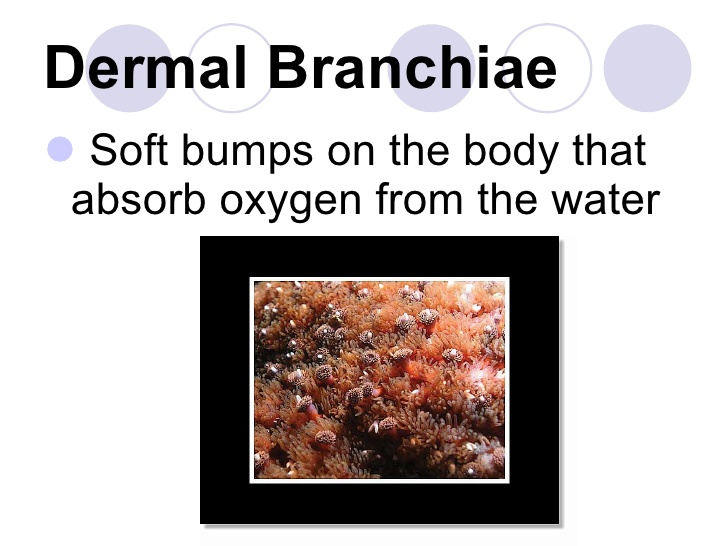 Dermal Branchiae
Soft bumps on the body that
absorb oxygen from the water